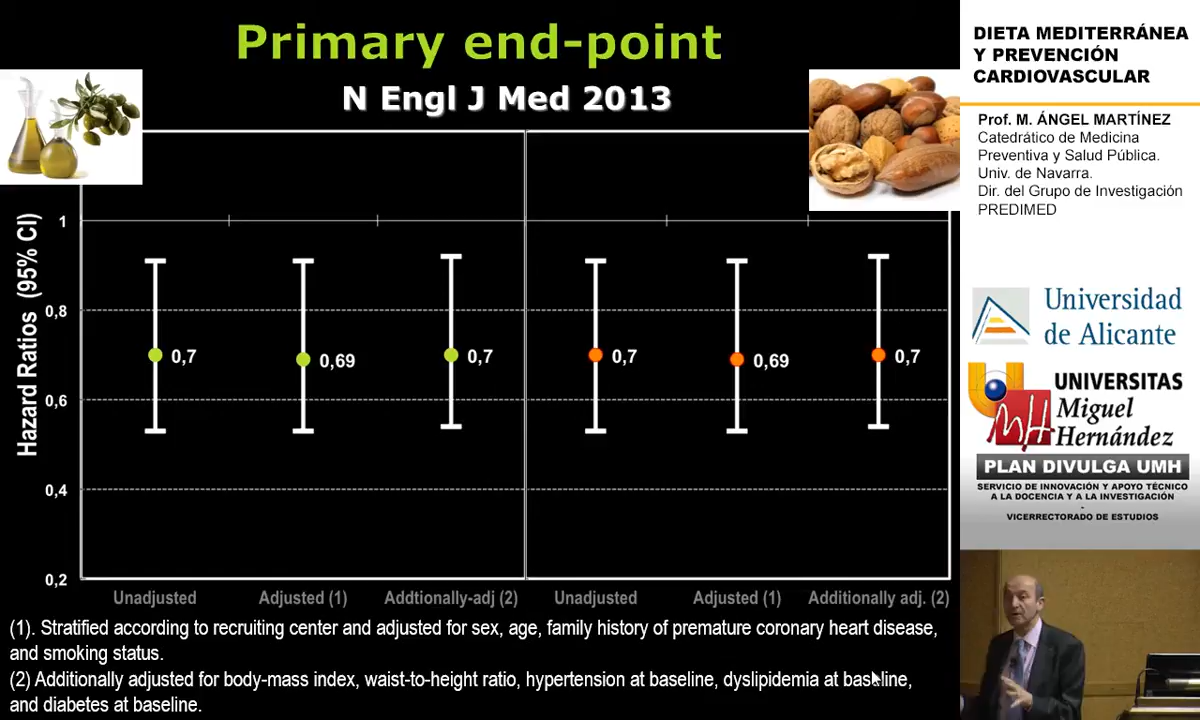 Primary end-point
N Engl J Med 2013
Hazard Ratios (95% CI)
1
0,8
0,6
0,4
0,2
0,7
0,69
0,7
0,7
0,69
0,7
Unadjusted
Adjusted (1)
Addtionally-adj (2)
Unadjusted
Adjusted (1)
Additionally adj. (2)
(1). Stratified according to recruiting center and adjusted for sex, age, family history of premature coronary heart disease,
and smoking status.
(2) Additionally adjusted for body-mass index, waist-to-height ratio, hypertension at baseline, dyslipidemia at baseline,
and diabetes at baseline.
DIETA MEDITERRÁNEA
Y PREVENCIÓN
CARDIOVASCULAR
Prof. M. ÁNGEL MARTÍNEZ
Catedrático de Medicina
Preventiva y Salud Pública.
Univ. de Navarra.
Dir. del Grupo de Investigación
PREDIMED
Universidad
de Alicante
UNIVERSITAS
Miguel
Hernández
PLAN DIVULGA UMH
SERVICIO DE INNOVACIÓN Y APOYO TÉCNICO
A LA DOCENCIA Y A LA INVESTIGACIÓN
-
VICERRECTORADO DE ESTUDIOS